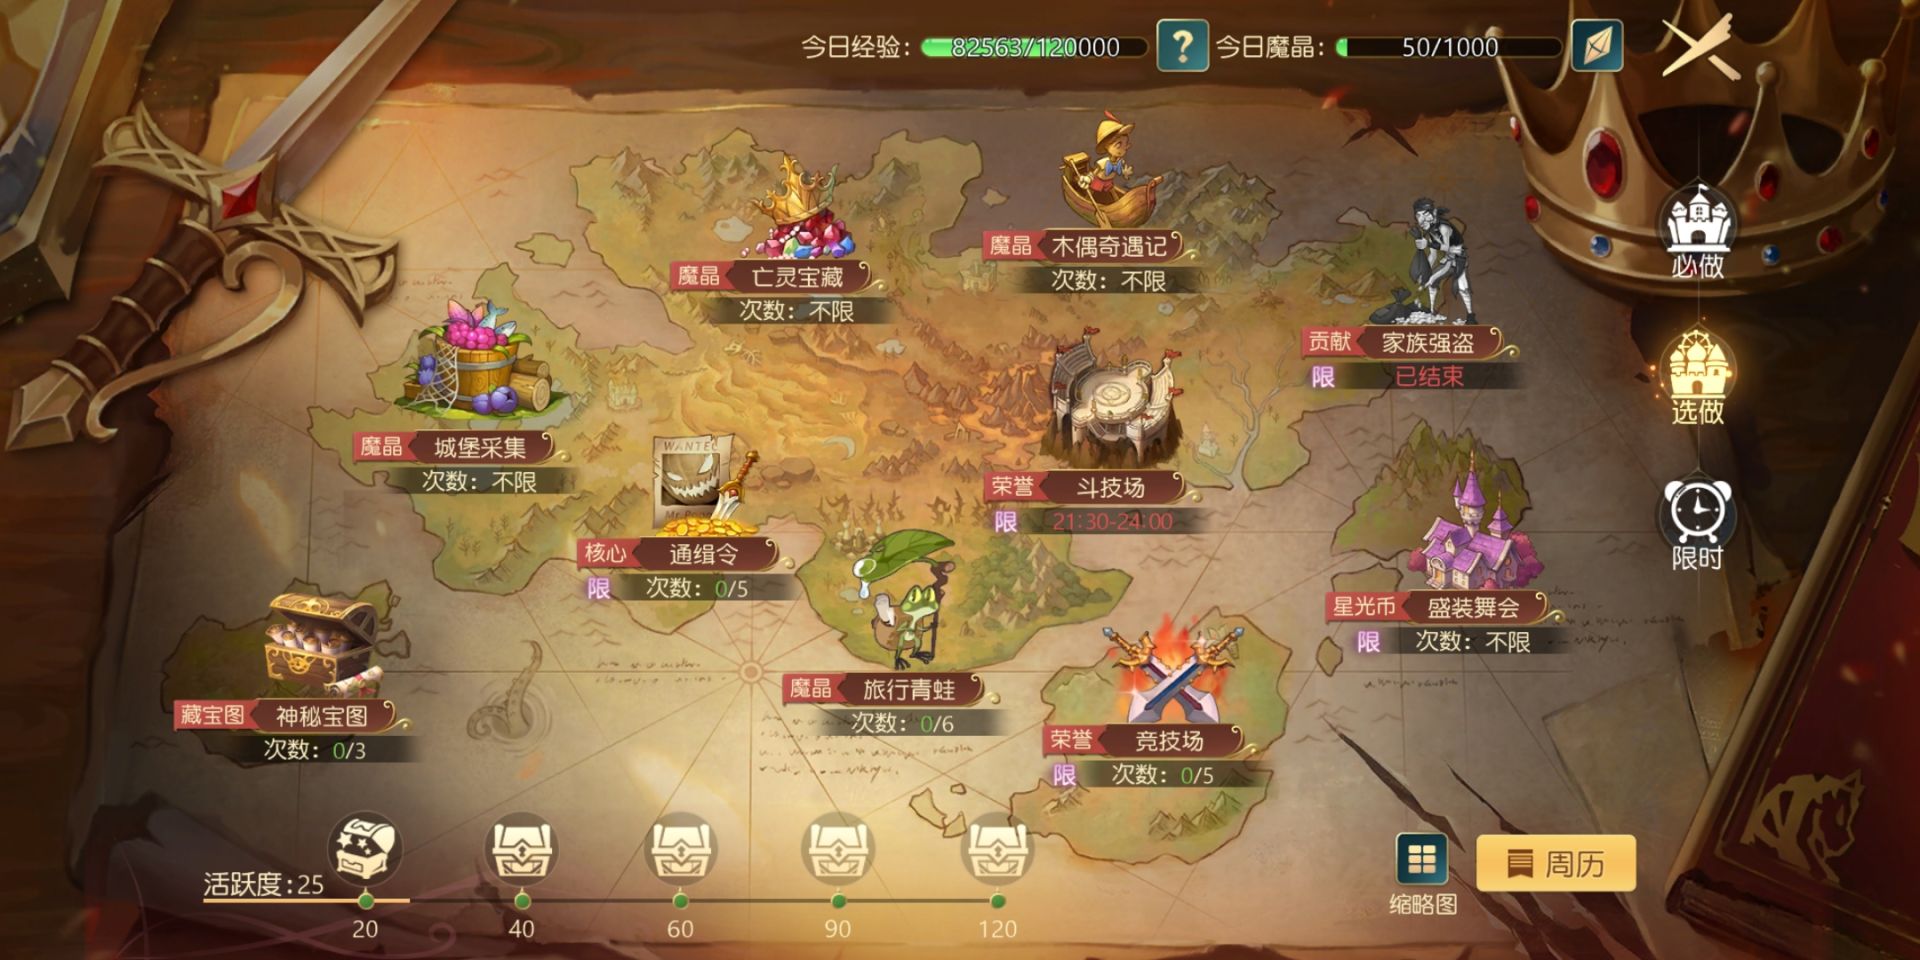 今日经验：82563/120000
?
今日魔晶：50/1000
魔晶 木偶奇遇记
次数：不限
魔晶 亡灵宝藏
次数：不限
必做
贡献 家族强盗
限 已结束
选做
魔晶 城堡采集
次数：不限
WANTED
荣誉 斗技场
限 21:30-24:00
核心 通缉令
限 次数：0/5
限时
星光币 盛装舞会
限 次数：不限
魔晶 旅行青蛙
次数：0/6
藏宝图 神秘宝图
次数：0/3
荣誉 竞技场
限 次数：0/5
活跃度:25
20 40 60 90 120
缩略图
周历